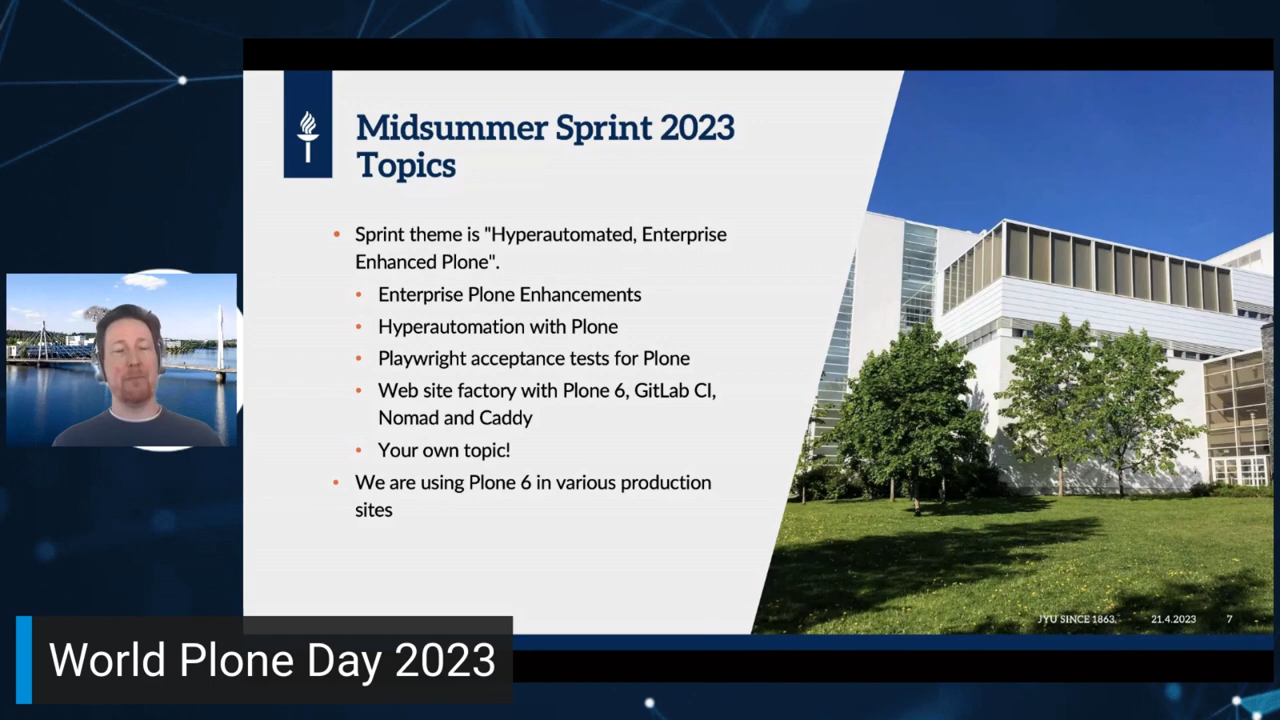 Midsummer Sprint 2023
Topics
Sprint theme is "Hyperautomated, Enterprise
Enhanced Plone".
Enterprise Plone Enhancements
Hyperautomation with Plone
Playwright acceptance tests for Plone
Web site factory with Plone 6, GitLab CI,
Nomad and Caddy
Your own topic!
We are using Plone 6 in various production
sites
JYU SINCE 1863. 21.4.2023 7
World Plone Day 2023